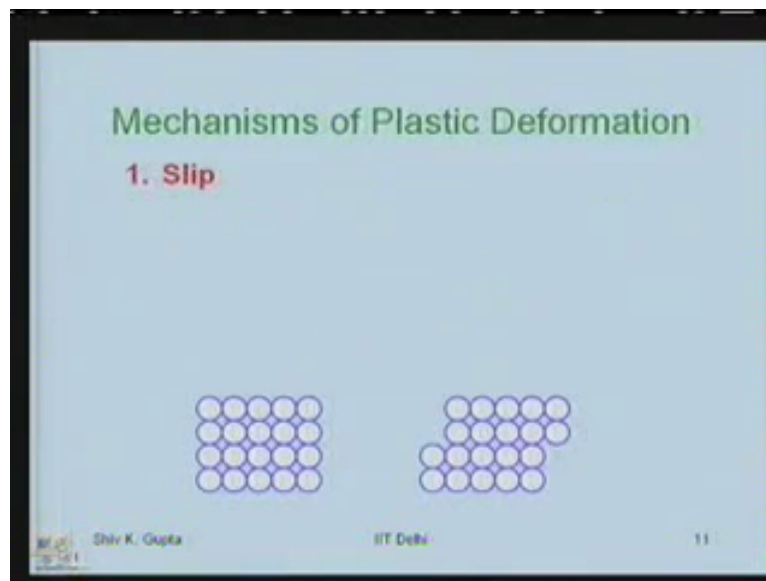 Mechanisms of Plastic Deformation
1. Slip
Shiv K. Gupta
IIT Delhi
11